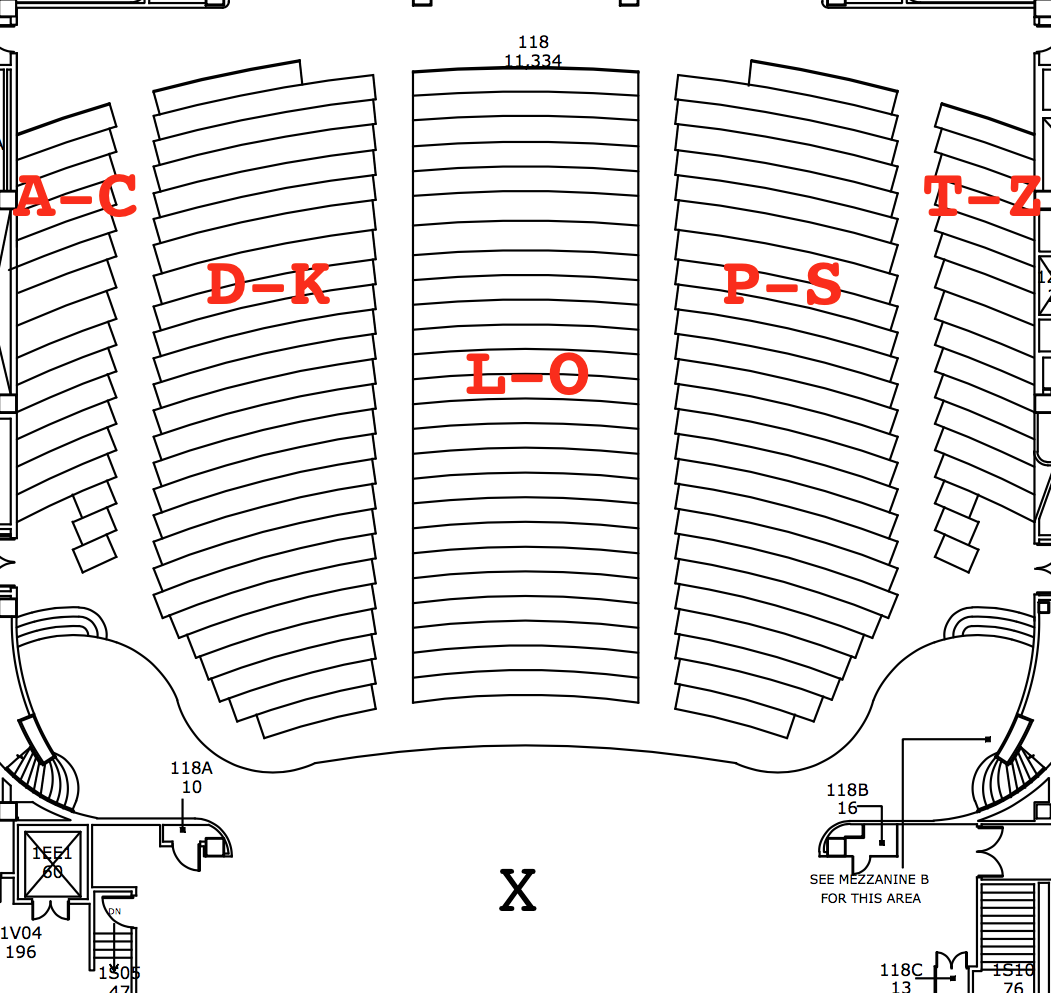 118
11,334
A-C
T-Z
D-K
P-S
L-O
118A
10
118B
16
1EE1
60
X
SEE MEZZANINE B
FOR THIS AREA
DN
1V04
196
1S05
47
118C
13
1S10
76